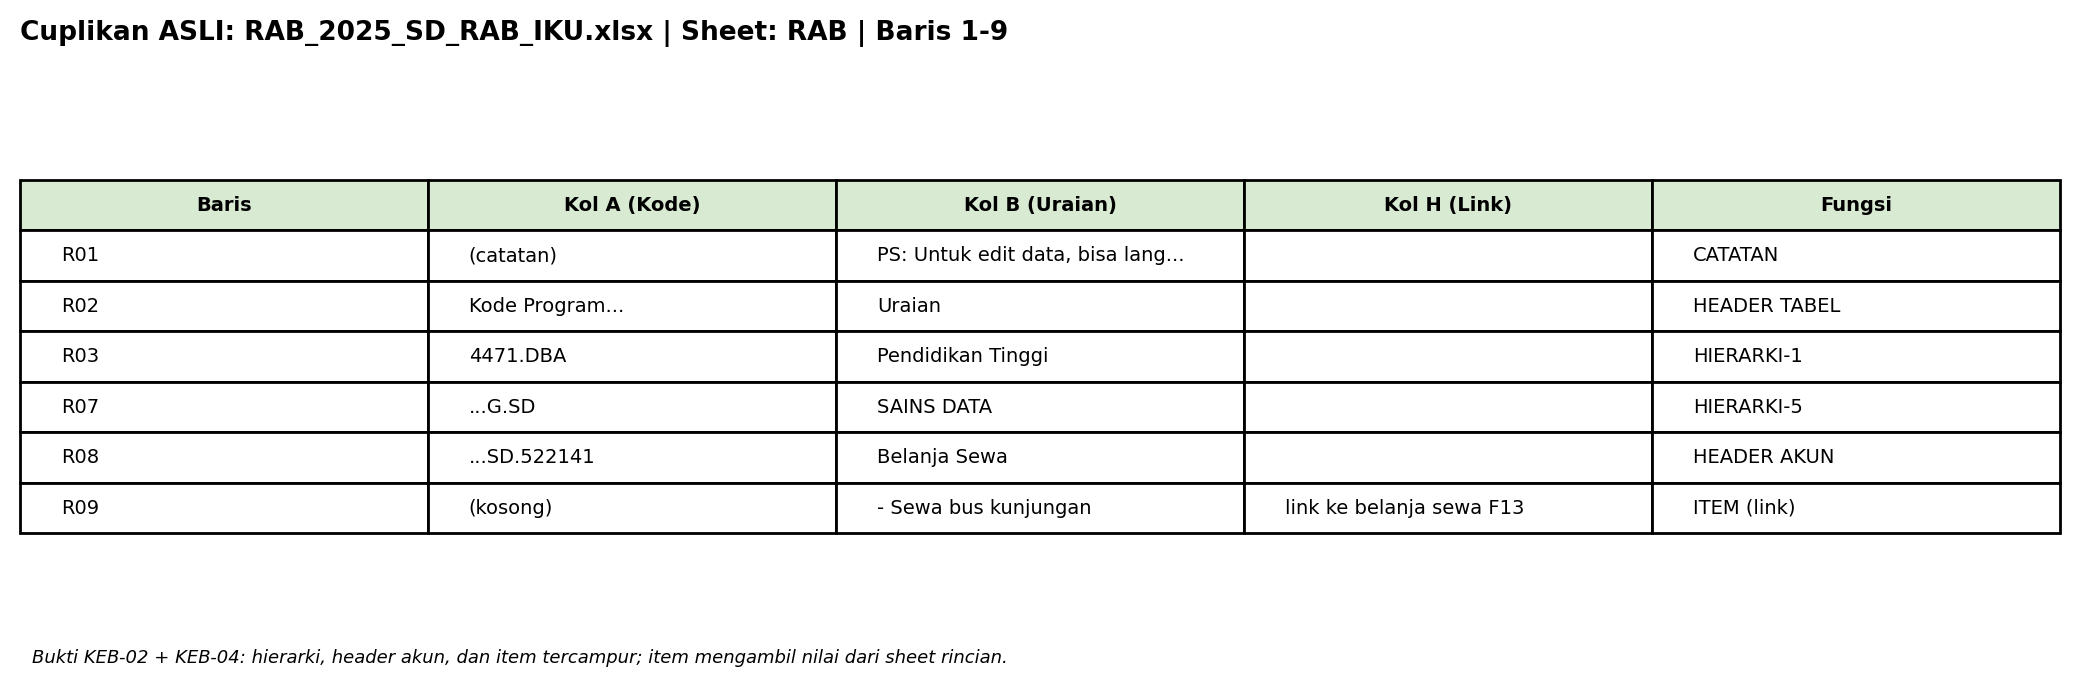 Cuplikan ASLI: RAB_2025_SD_RAB_IKU.xlsx | Sheet: RAB | Baris 1-9
Baris Kol A (Kode) Kol B (Uraian) Kol H (Link) Fungsi
R01 (catatan) PS: Untuk edit data, bisa lang... CATATAN
R02 Kode Program... Uraian HEADER TABEL
R03 4471.DBA Pendidikan Tinggi HIERARKI-1
R07 ...G.SD SAINS DATA HIERARKI-5
R08 ...SD.522141 Belanja Sewa HEADER AKUN
R09 (kosong) - Sewa bus kunjungan link ke belanja sewa F13 ITEM (link)
Bukti KEB-02 + KEB-04: hierarki, header akun, dan item tercampur; item mengambil nilai dari sheet rincian.